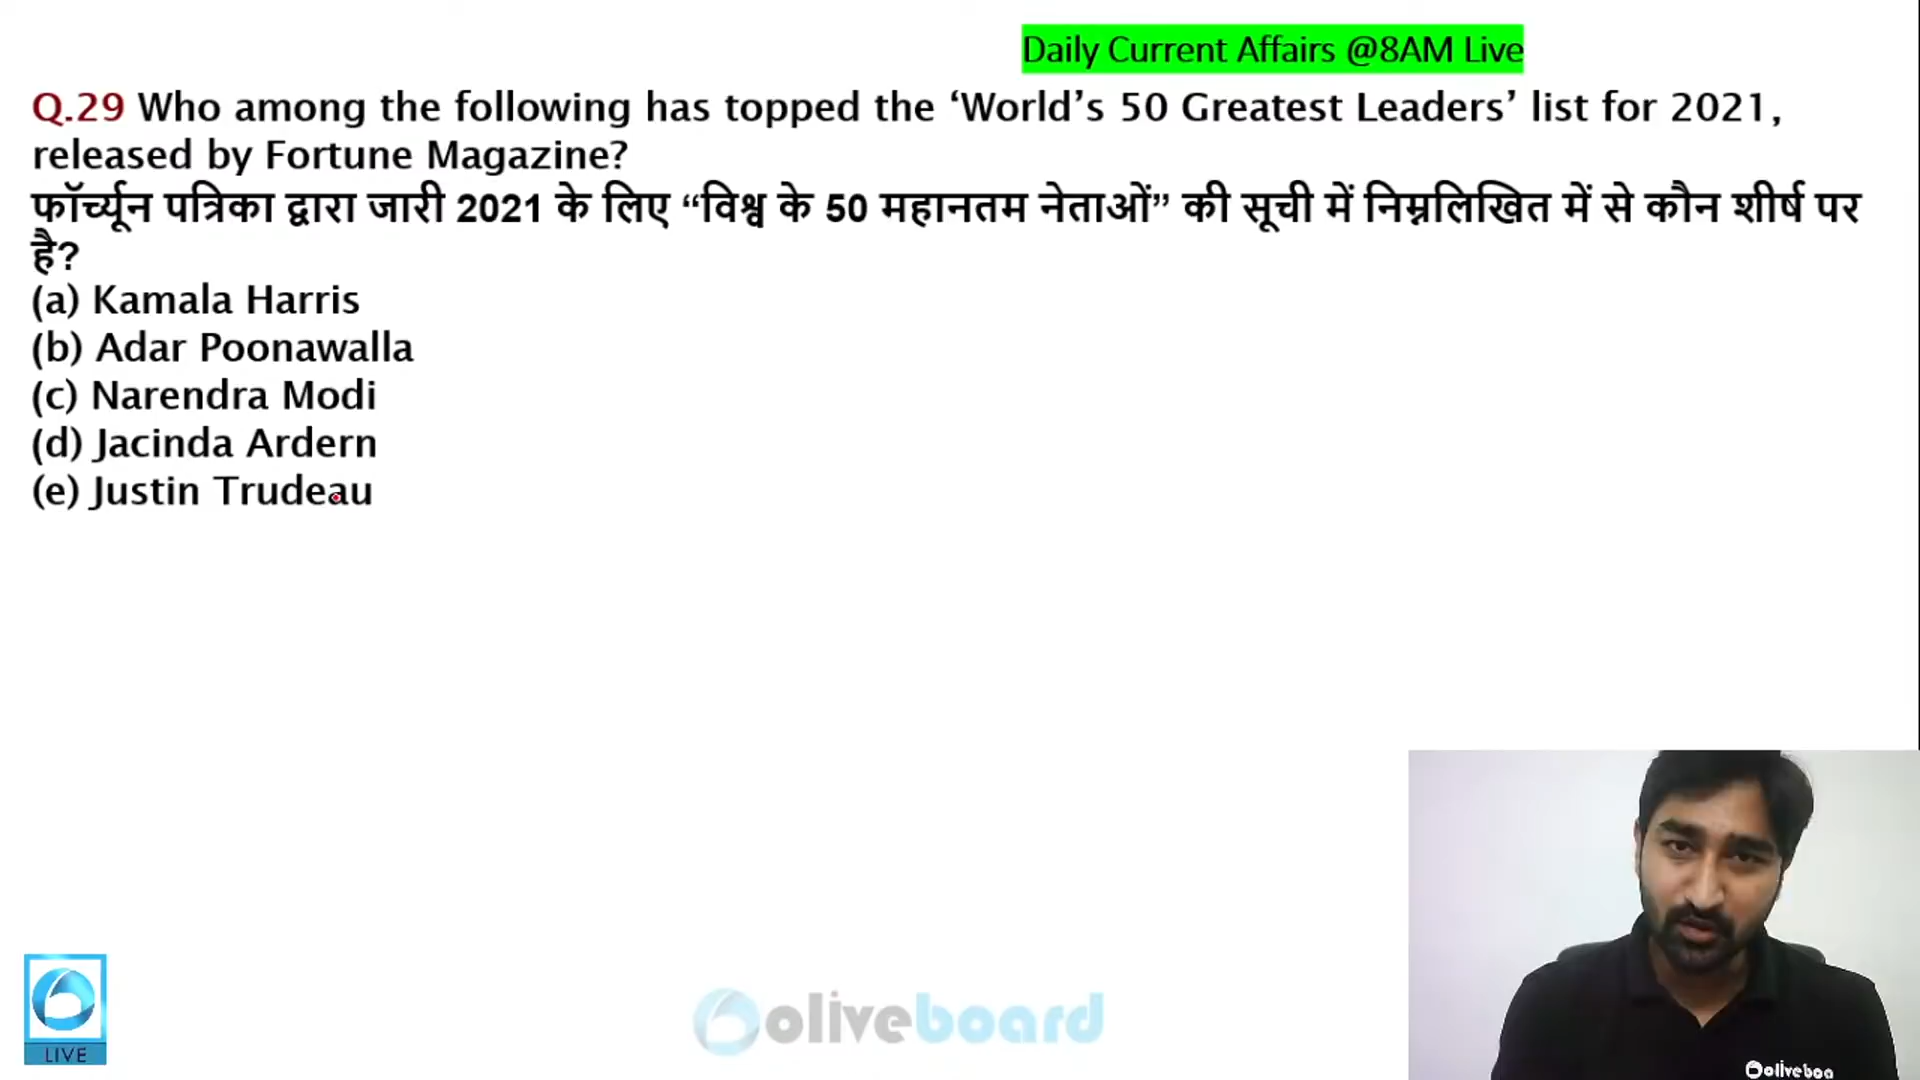 Daily Current Affairs @8AM Live
Q.29 Who among the following has topped the ‘World’s 50 Greatest Leaders’ list for 2021,
released by Fortune Magazine?
फॉर्च्यून पत्रिका द्वारा जारी 2021 के लिए “विश्व के 50 महानतम नेताओं” की सूची में निम्नलिखित में से कौन शीर्ष पर
है?
(a) Kamala Harris
(b) Adar Poonawalla
(c) Narendra Modi
(d) Jacinda Ardern
(e) Justin Trudeau
LIVE
oliveboard
oliveboa